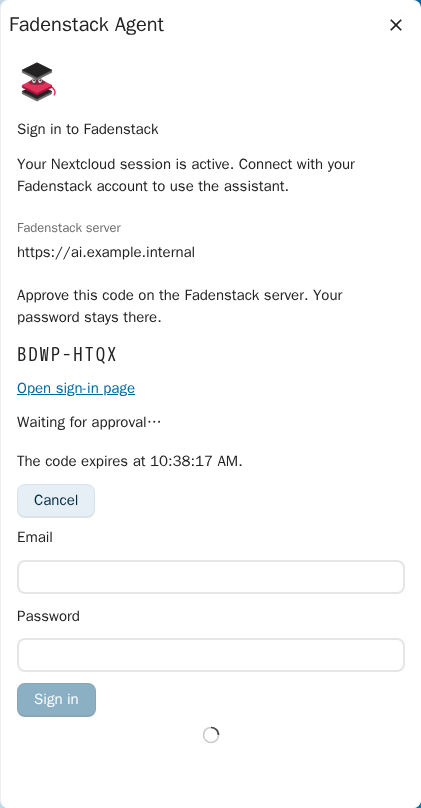 Fadenstack Agent
Sign in to Fadenstack
Your Nextcloud session is active. Connect with your
Fadenstack account to use the assistant.
Fadenstack server
https://ai.example.internal
Approve this code on the Fadenstack server. Your
password stays there.
BDWP-HTQX
Open sign-in page
Waiting for approval…
The code expires at 10:38:17 AM.
Cancel
Email
Password
Sign in